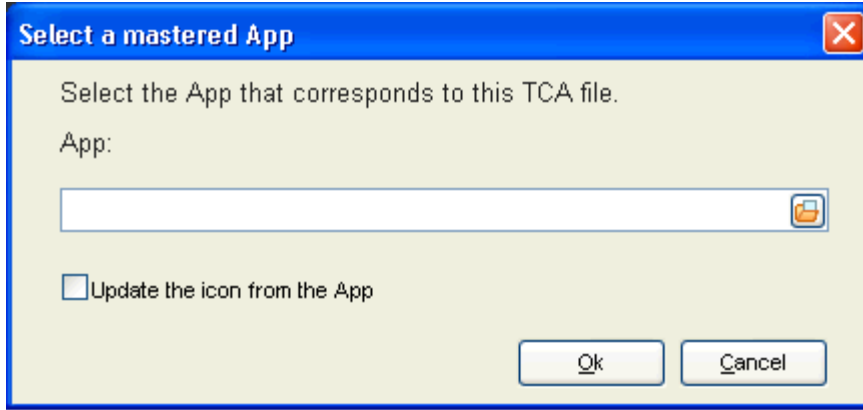 Select a mastered App
Select the App that corresponds to this TCA file.
App:
Update the icon from the App
Ok
Cancel